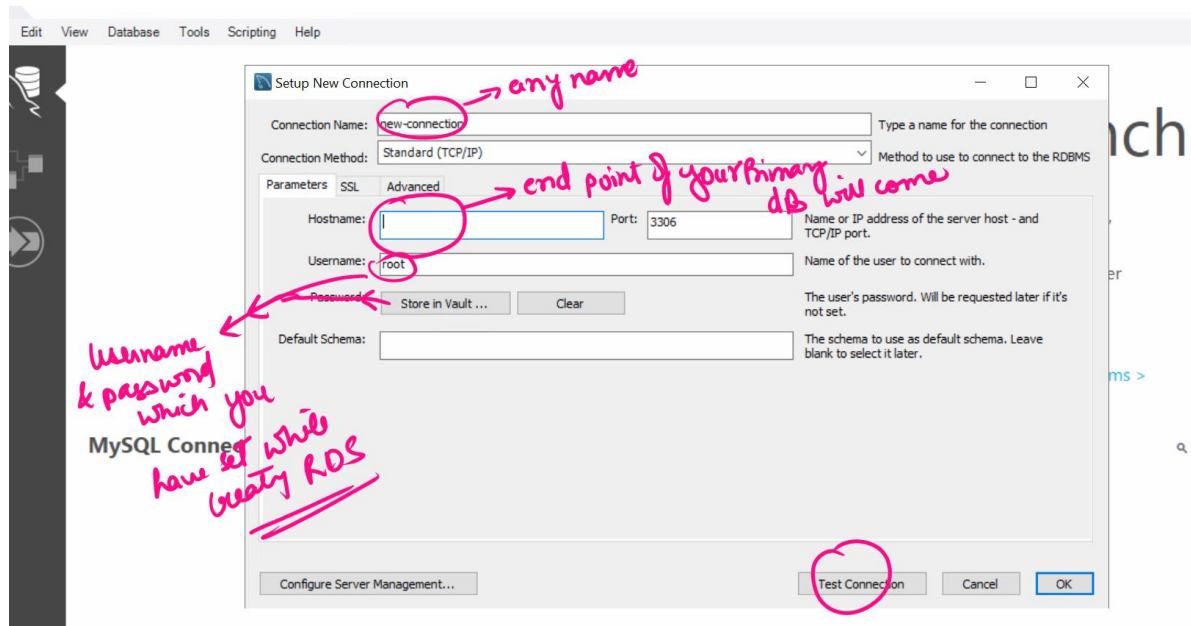 Edit View Database Tools Scripting Help
Setup New Connection
any name
Connection Name: new-connection Type a name for the connection
Connection Method: Standard (TCP/IP) Method to use to connect to the RDBMS
nch
Parameters SSL Advanced
end point of your Primary
dB will come
Hostname: Port: 3306 Name or IP address of the server host - and
TCP/IP port.
Username: root Name of the user to connect with.
er
Password: Store in Vault ... Clear The user's password. Will be requested later if it's
not set.
Default Schema: The schema to use as default schema. Leave
blank to select it later.
ms >
Username
& password
which you
have set while
creatg RDS
MySQL Connec
Configure Server Management... Test Connection Cancel OK